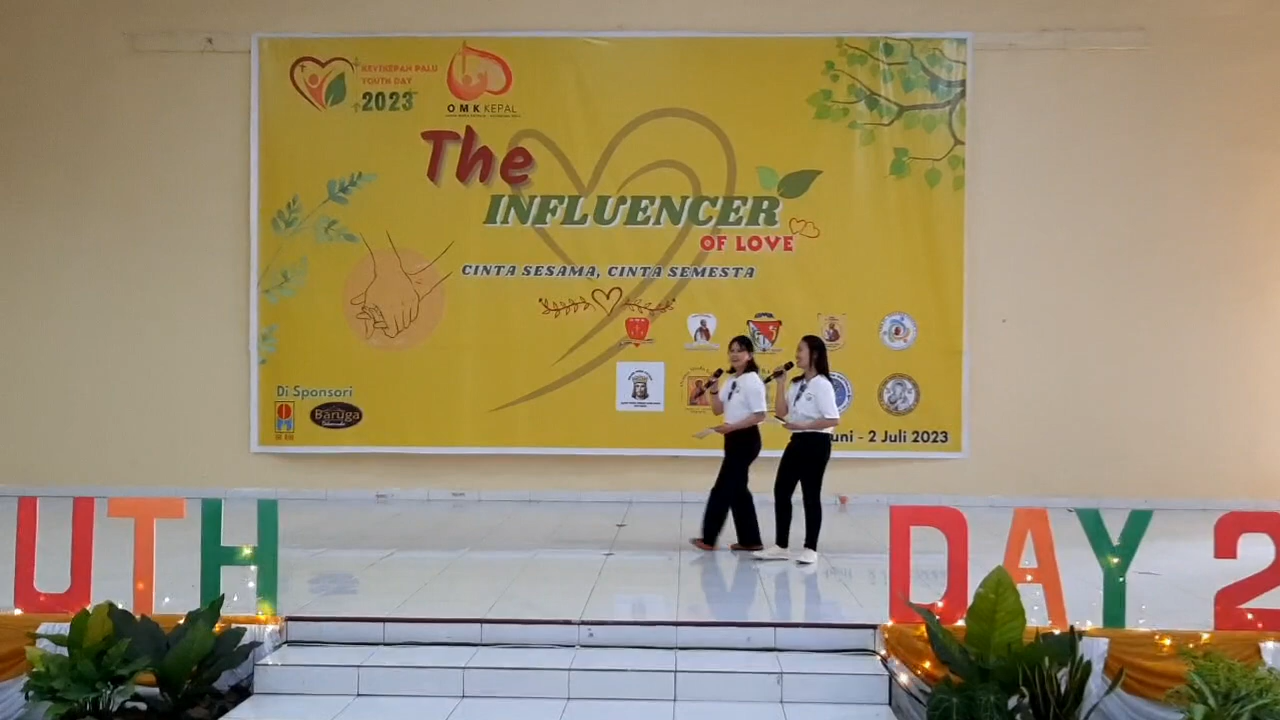 KEVIKEPAN PALU
YOUTH DAY
2023
OMK KEPAL
The
INFLUENCER
OF LOVE
CINTA SESAMA, CINTA SEMESTA
Di Sponsori
Baruga
uni - 2 Juli 2023
UTH
DAY 2